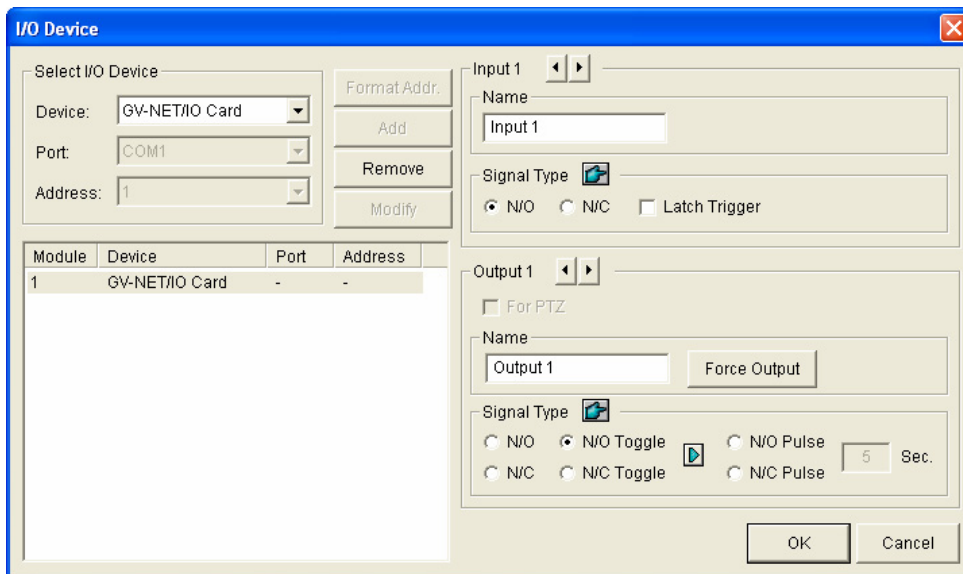 I/O Device
Select I/O Device
Device: GV-NET/IO Card
Port: COM1
Address: 1
Format Addr.
Add
Remove
Modify
Module Device Port Address
1 GV-NET/IO Card - -
Input 1
Name
Input 1
Signal Type
N/O N/C Latch Trigger
Output 1
For PTZ
Name
Output 1 Force Output
Signal Type
N/O N/O Toggle N/O Pulse
N/C N/C Toggle N/C Pulse
5 Sec.
OK Cancel